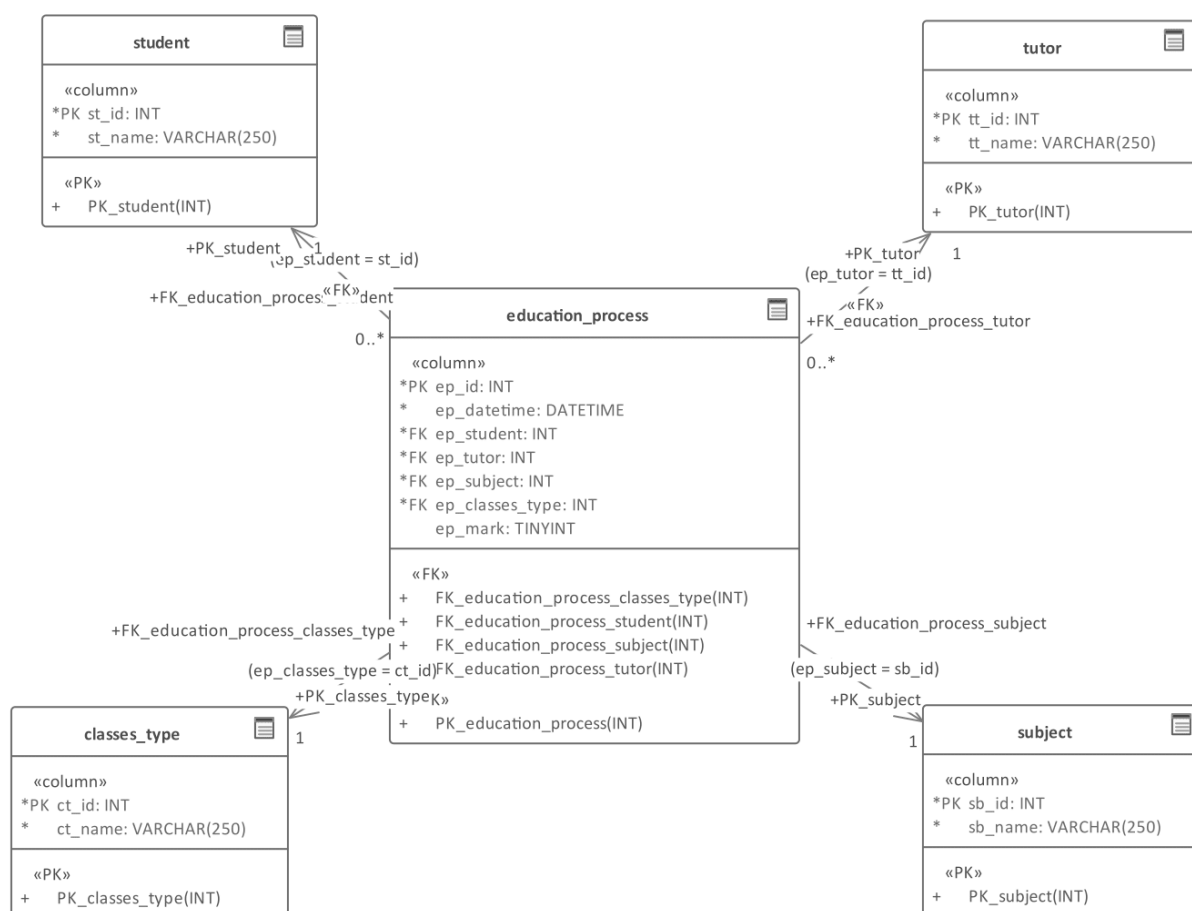 student
«column»
*PK st_id: INT
* st_name: VARCHAR(250)
«PK»
+ PK_student(INT)
tutor
«column»
*PK tt_id: INT
* tt_name: VARCHAR(250)
«PK»
+ PK_tutor(INT)
+PK_student
1
(ep_student = st_id)
«FK»
+FK_education_process_student
0..*
+PK_tutor
1
(ep_tutor = tt_id)
«FK»
+FK_education_process_tutor
0..*
education_process
«column»
*PK ep_id: INT
* ep_datetime: DATETIME
*FK ep_student: INT
*FK ep_tutor: INT
*FK ep_subject: INT
*FK ep_classes_type: INT
ep_mark: TINYINT
«FK»
+ FK_education_process_classes_type(INT)
+ FK_education_process_student(INT)
+ FK_education_process_subject(INT)
FK_education_process_tutor(INT)
K»
+ PK_education_process(INT)
+FK_education_process_classes_type
(ep_classes_type = ct_id)
+PK_classes_type
1
+FK_education_process_subject
(ep_subject = sb_id)
+PK_subject
1
classes_type
«column»
*PK ct_id: INT
* ct_name: VARCHAR(250)
«PK»
+ PK_classes_type(INT)
subject
«column»
*PK sb_id: INT
* sb_name: VARCHAR(250)
«PK»
+ PK_subject(INT)